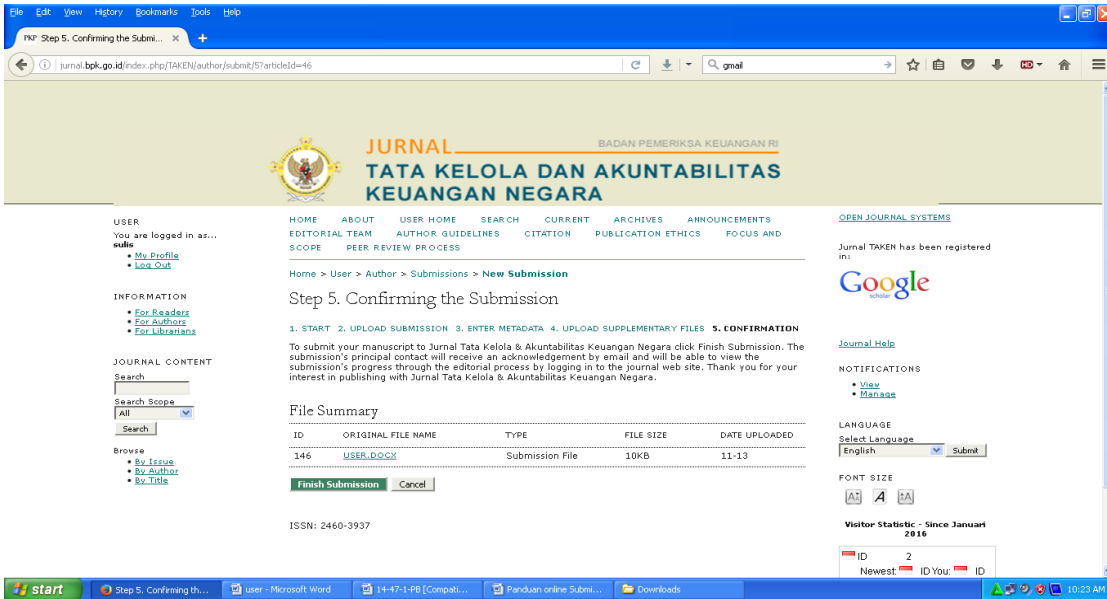 File Edit View History Bookmarks Tools Help
PKP Step 5. Confirming the Submi... × +
jurnal.bpk.go.id/index.php/TAKEN/author/submit/5?articleId=46
gmail
JURNAL
BADAN PEMERIKSA KEUANGAN RI
TATA KELOLA DAN AKUNTABILITAS
KEUANGAN NEGARA
USER
You are logged in as...
sulis
My Profile
Log Out
INFORMATION
For Readers
For Authors
For Librarians
JOURNAL CONTENT
Search
Search Scope
All
Search
Browse
By Issue
By Author
By Title
HOME ABOUT USER HOME SEARCH CURRENT ARCHIVES ANNOUNCEMENTS
EDITORIAL TEAM AUTHOR GUIDELINES CITATION PUBLICATION ETHICS FOCUS AND
SCOPE PEER REVIEW PROCESS
Home > User > Author > Submissions > New Submission
Step 5. Confirming the Submission
1. START 2. UPLOAD SUBMISSION 3. ENTER METADATA 4. UPLOAD SUPPLEMENTARY FILES 5. CONFIRMATION
To submit your manuscript to Jurnal Tata Kelola & Akuntabilitas Keuangan Negara click Finish Submission. The
submission's principal contact will receive an acknowledgement by email and will be able to view the
submission's progress through the editorial process by logging in to the journal web site. Thank you for your
interest in publishing with Jurnal Tata Kelola & Akuntabilitas Keuangan Negara.
File Summary
ID ORIGINAL FILE NAME TYPE FILE SIZE DATE UPLOADED
146 USER.DOCX Submission File 10KB 11-13
Finish Submission Cancel
ISSN: 2460-3937
OPEN JOURNAL SYSTEMS
Jurnal TAKEN has been registered
in:
Google
scholar
Journal Help
NOTIFICATIONS
View
Manage
LANGUAGE
Select Language
English Submit
FONT SIZE
A A A
Visitor Statistic - Since Januari
2016
ID 2
Newest: ID You: ID
start Step 5. Confirming th... user - Microsoft Word 14-47-1-PB [Compati... Panduan online Submi... Downloads 10:23 AM